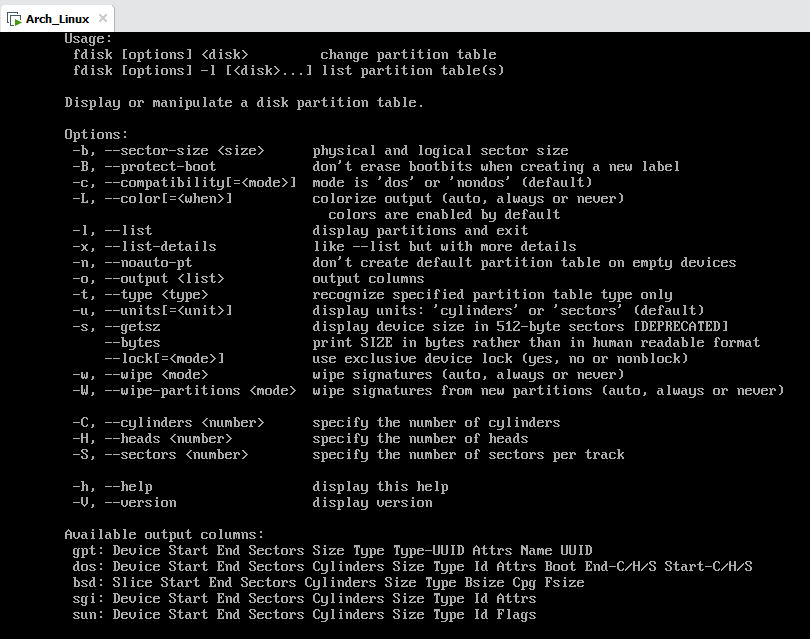 Arch_Linux
Usage:
fdisk [options] <disk> change partition table
fdisk [options] -l [<disk>...] list partition table(s)
Display or manipulate a disk partition table.
Options:
-b, --sector-size <size> physical and logical sector size
-B, --protect-boot don't erase bootbits when creating a new label
-c, --compatibility[=<mode>] mode is 'dos' or 'nondos' (default)
-L, --color[=<when>] colorize output (auto, always or never)
colors are enabled by default
-l, --list display partitions and exit
-x, --list-details like --list but with more details
-n, --noauto-pt don't create default partition table on empty devices
-o, --output <list> output columns
-t, --type <type> recognize specified partition table type only
-u, --units[=<unit>] display units: 'cylinders' or 'sectors' (default)
-s, --getsz display device size in 512-byte sectors [DEPRECATED]
--bytes print SIZE in bytes rather than in human readable format
--lock[=<mode>] use exclusive device lock (yes, no or nonblock)
-w, --wipe <mode> wipe signatures (auto, always or never)
-W, --wipe-partitions <mode> wipe signatures from new partitions (auto, always or never)
-C, --cylinders <number> specify the number of cylinders
-H, --heads <number> specify the number of heads
-S, --sectors <number> specify the number of sectors per track
-h, --help display this help
-V, --version display version
Available output columns:
gpt: Device Start End Sectors Size Type Type-UUID Attrs Name UUID
dos: Device Start End Sectors Cylinders Size Type Id Attrs Boot End-C/H/S Start-C/H/S
bsd: Slice Start End Sectors Cylinders Size Type Bsize Cpg Fsize
sgi: Device Start End Sectors Cylinders Size Type Id Attrs
sun: Device Start End Sectors Cylinders Size Type Id Flags